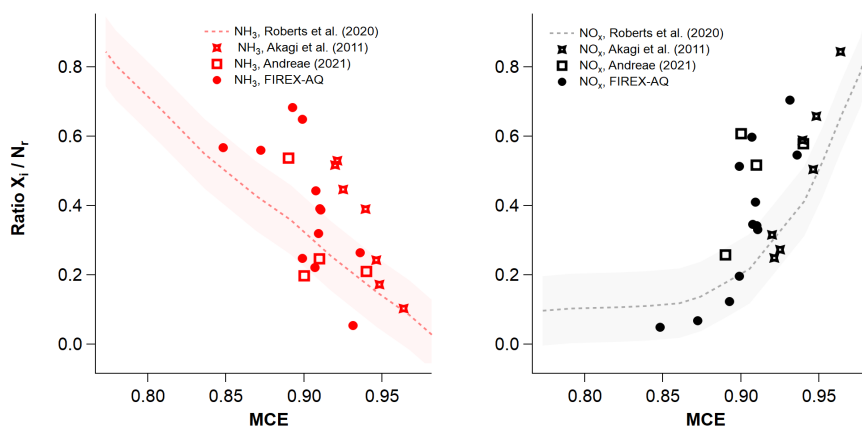 NH₃, Roberts et al. (2020)
NH₃, Akagi et al. (2011)
NH₃, Andreae (2021)
NH₃, FIREX-AQ
0.8
0.6
0.4
0.2
0.0
Ratio Xᵢ / Nᵣ
0.80 0.85 0.90 0.95
MCE
NOₓ, Roberts et al. (2020)
NOₓ, Akagi et al. (2011)
NOₓ, Andreae (2021)
NOₓ, FIREX-AQ
0.8
0.6
0.4
0.2
0.0
0.80 0.85 0.90 0.95
MCE